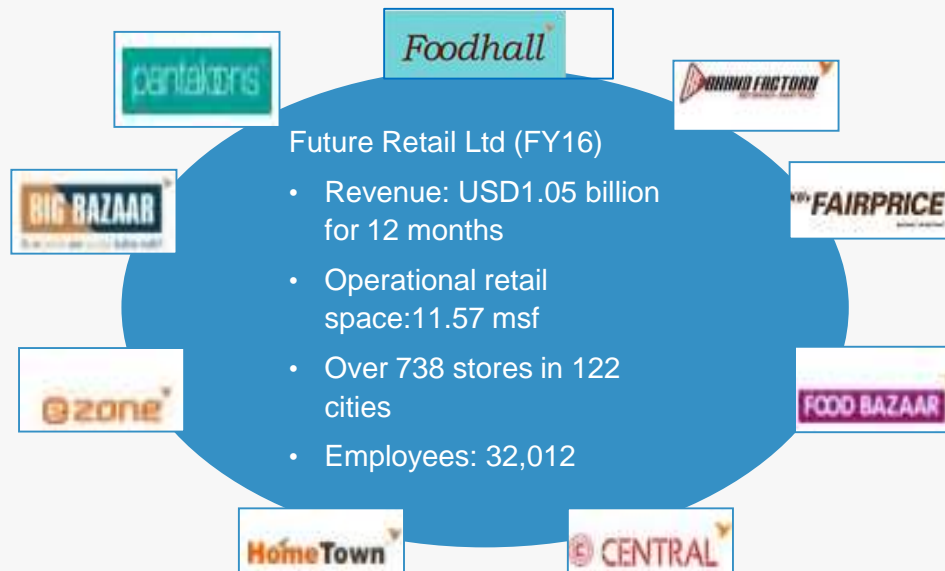 Foodhall
pantaloons
BRAND FACTORY
Future Retail Ltd (FY16)
• Revenue: USD1.05 billion
for 12 months
BIG BAZAAR
FAIRPRICE
• Operational retail
space:11.57 msf
• Over 738 stores in 122
cities
ezone
FOOD BAZAAR
• Employees: 32,012
HomeTown
CENTRAL